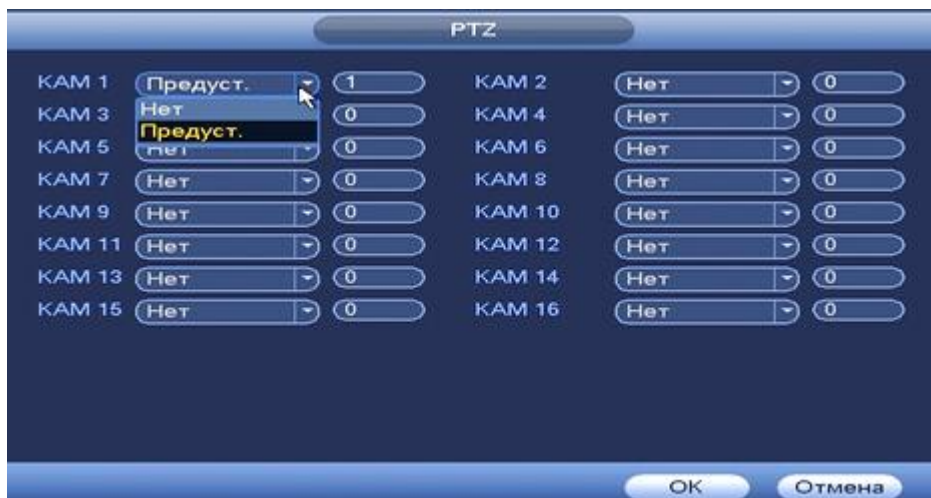 PTZ
КАМ 1 Предуст. 1 КАМ 2 Нет 0
КАМ 3 Нет 0 КАМ 4 Нет 0
Предуст.
КАМ 5 Нет 0 КАМ 6 Нет 0
КАМ 7 Нет 0 КАМ 8 Нет 0
КАМ 9 Нет 0 КАМ 10 Нет 0
КАМ 11 Нет 0 КАМ 12 Нет 0
КАМ 13 Нет 0 КАМ 14 Нет 0
КАМ 15 Нет 0 КАМ 16 Нет 0
OK Отмена